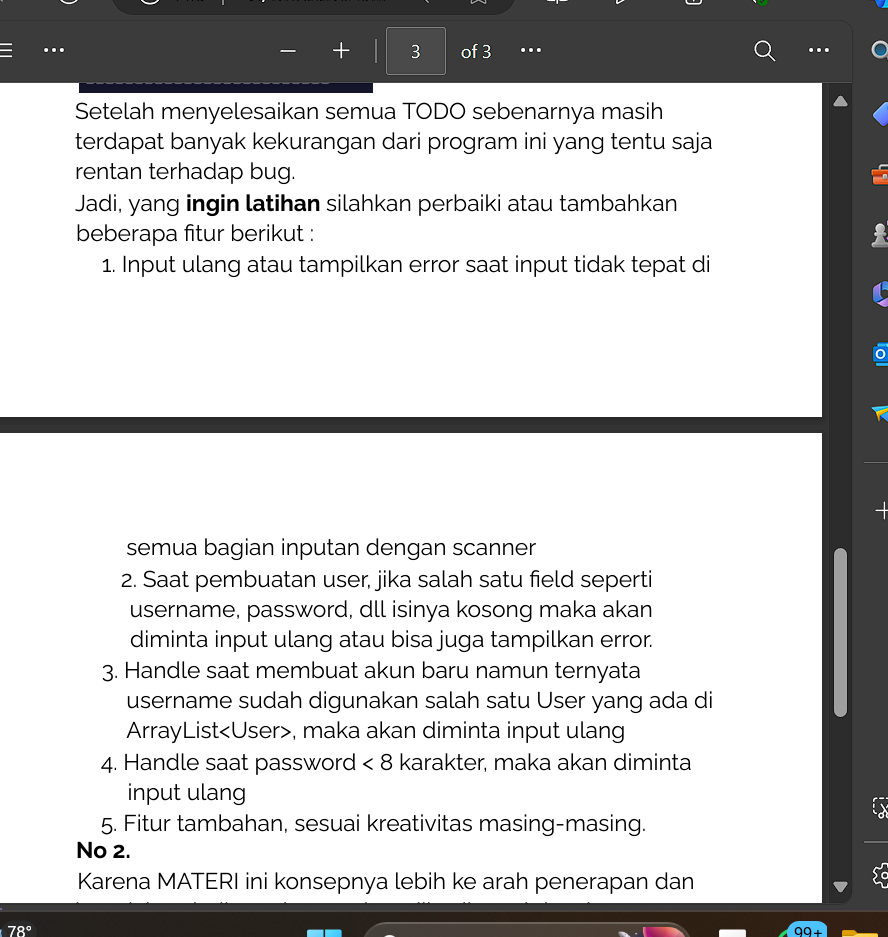 3 of 3
Setelah menyelesaikan semua TODO sebenarnya masih
terdapat banyak kekurangan dari program ini yang tentu saja
rentan terhadap bug.
Jadi, yang ingin latihan silahkan perbaiki atau tambahkan
beberapa fitur berikut :
1. Input ulang atau tampilkan error saat input tidak tepat di
semua bagian inputan dengan scanner
2. Saat pembuatan user, jika salah satu field seperti
username, password, dll isinya kosong maka akan
diminta input ulang atau bisa juga tampilkan error.
3. Handle saat membuat akun baru namun ternyata
username sudah digunakan salah satu User yang ada di
ArrayList<User>, maka akan diminta input ulang
4. Handle saat password < 8 karakter, maka akan diminta
input ulang
5. Fitur tambahan, sesuai kreativitas masing-masing.
No 2.
Karena MATERI ini konsepnya lebih ke arah penerapan dan
78°
99+